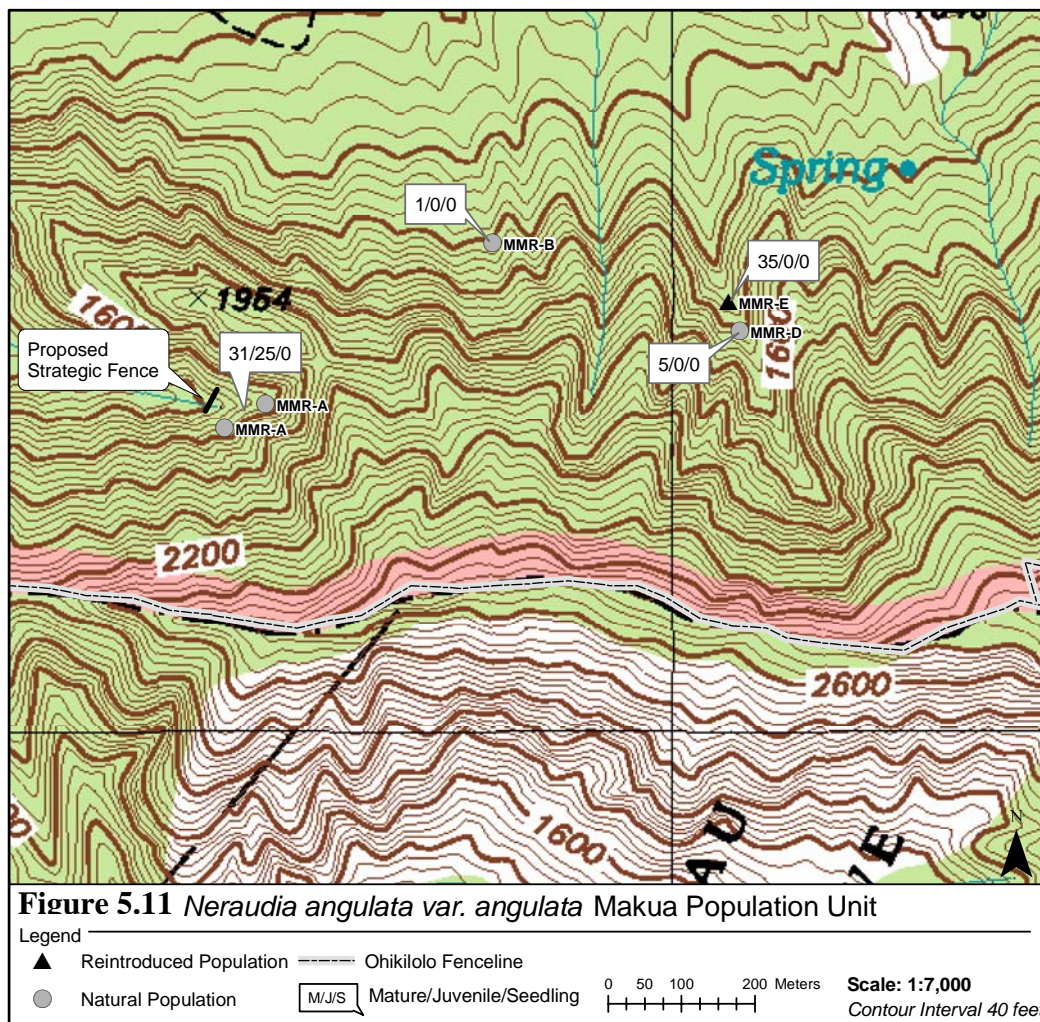 Spring
1/0/0
MMR-B
35/0/0
MMR-E
1954
MMR-D
Proposed
Strategic Fence
31/25/0
5/0/0
MMR-A
MMR-A
2200
2600
1600
N
Figure 5.11 Neraudia angulata var. angulata Makua Population Unit
Legend
Reintroduced Population
Ohikilolo Fenceline
Natural Population
M/J/S
Mature/Juvenile/Seedling
0 50 100 200 Meters
Scale: 1:7,000
Contour Interval 40 feet